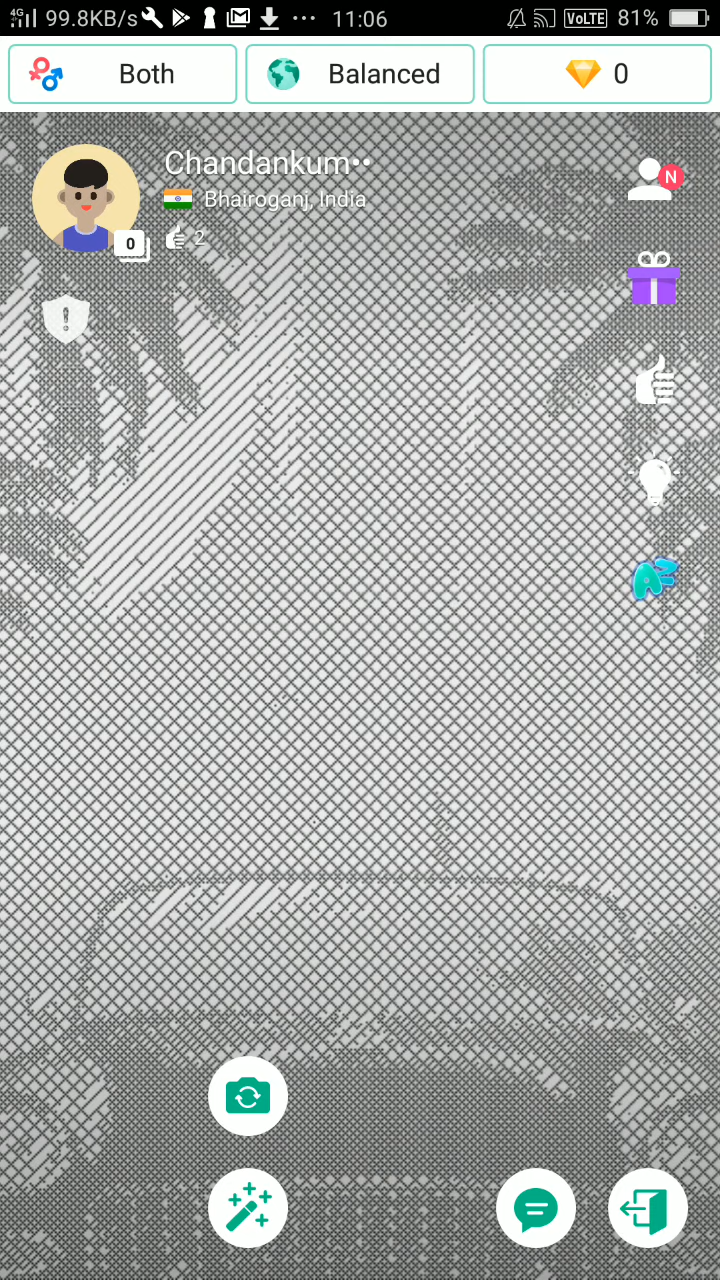 4G 99.8KB/s ... 11:06 VoLTE 81%
Both Balanced 0
Chandankum••
N
Bhairoganj, India
0 2